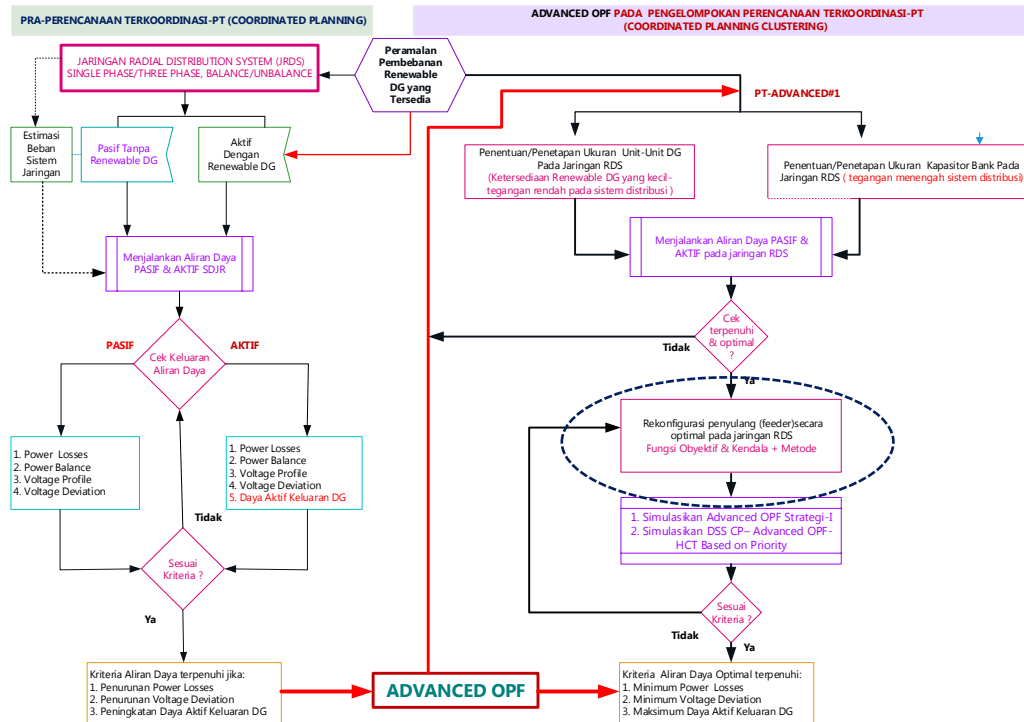 PRA-PERENCANAAN TERKOORDINASI-PT (COORDINATED PLANNING)
ADVANCED OPF PADA PENGELOMPOKAN PERENCANAAN TERKOORDINASI-PT
(COORDINATED PLANNING CLUSTERING)
JARINGAN RADIAL DISTRIBUTION SYSTEM (JRDS)
SINGLE PHASE/THREE PHASE, BALANCE/UNBALANCE
Peramalan
Pembebanan
Renewable
DG yang
Tersedia
PT-ADVANCED#1
Estimasi
Beban
Sistem
Jaringan
Pasif Tanpa
Renewable DG
Aktif
Dengan
Renewable DG
Penentuan/Penetapan Ukuran Unit-Unit DG
Pada Jaringan RDS
(Ketersediaan Renewable DG yang kecil-
tegangan rendah pada sistem distribusi )
Penentuan/Penetapan Ukuran Kapasitor Bank Pada
Jaringan RDS ( tegangan menengah sistem distribusi)
Menjalankan Aliran Daya
PASIF & AKTIF SDJR
Menjalankan Aliran Daya PASIF &
AKTIF pada jaringan RDS
PASIF
AKTIF
Cek Keluaran
Aliran Daya
Cek
terpenuhi
& optimal
?
Tidak
Ya
1. Power Losses
2. Power Balance
3. Voltage Profile
4. Voltage Deviation
1. Power Losses
2. Power Balance
3. Voltage Profile
4. Voltage Deviation
5. Daya Aktif Keluaran DG
Rekonfigurasi penyulang (feeder)secara
optimal pada jaringan RDS
Fungsi Obyektif & Kendala + Metode
Tidak
1. Simulasikan Advanced OPF Strategi-I
2. Simulasikan DSS CP– Advanced OPF-
HCT Based on Priority
Sesuai
Kriteria ?
Ya
Sesuai
Kriteria ?
Tidak
Ya
Kriteria Aliran Daya terpenuhi jika:
1. Penurunan Power Losses
2. Penurunan Voltage Deviation
3. Peningkatan Daya Aktif Keluaran DG
ADVANCED OPF
Kriteria Aliran Daya Optimal terpenuhi:
1. Minimum Power Losses
2. Minimum Voltage Deviation
3. Maksimum Daya Aktif Keluaran DG